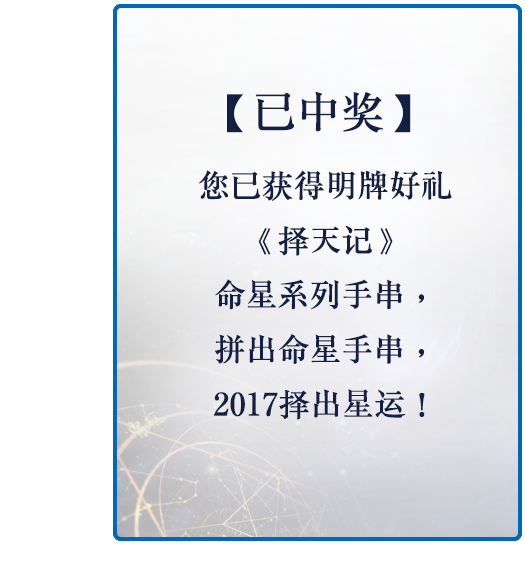 【已中奖】
您已获得明牌好礼
《择天记》
命星系列手串，
拼出命星手串，
2017择出星运！